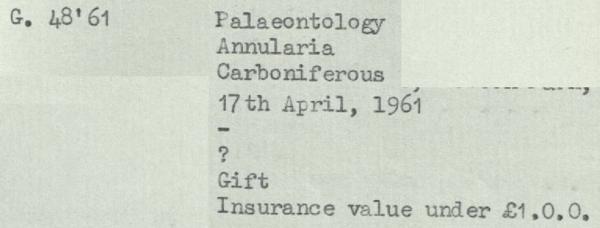 G. 48'61 Palaeontology
Annularia
Carboniferous
17th April, 1961
-
?
Gift
Insurance value under £1.0.0.